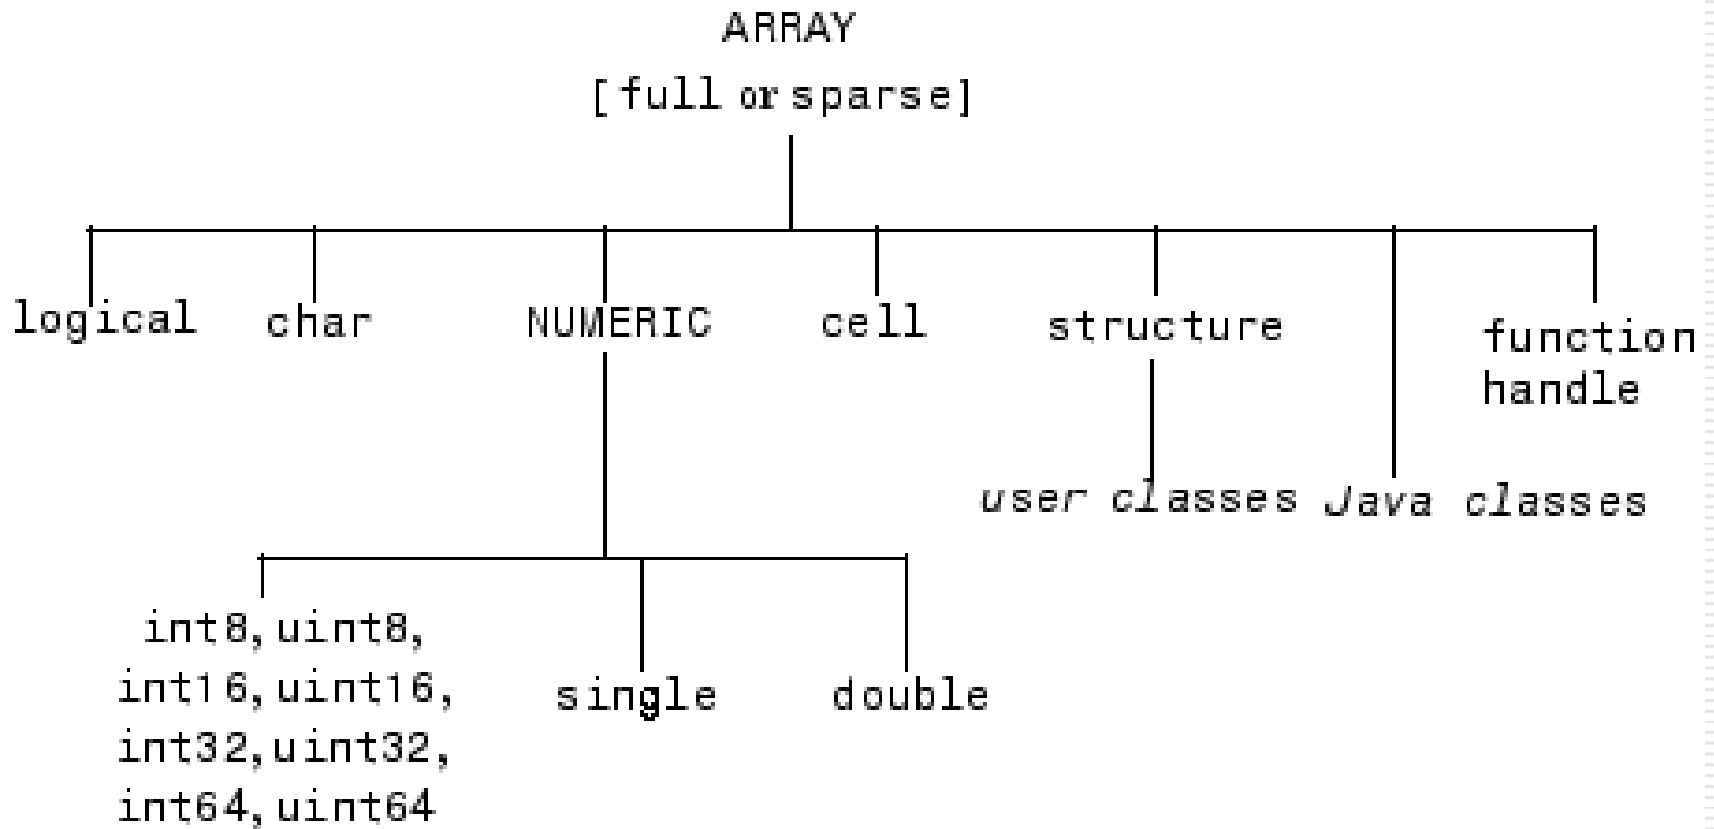 ARRAY
[full or sparse]
logical char NUMERIC cell structure function
handle
user classes Java classes
int8, uint8,
int16, uint16,
int32, uint32,
int64, uint64
single double